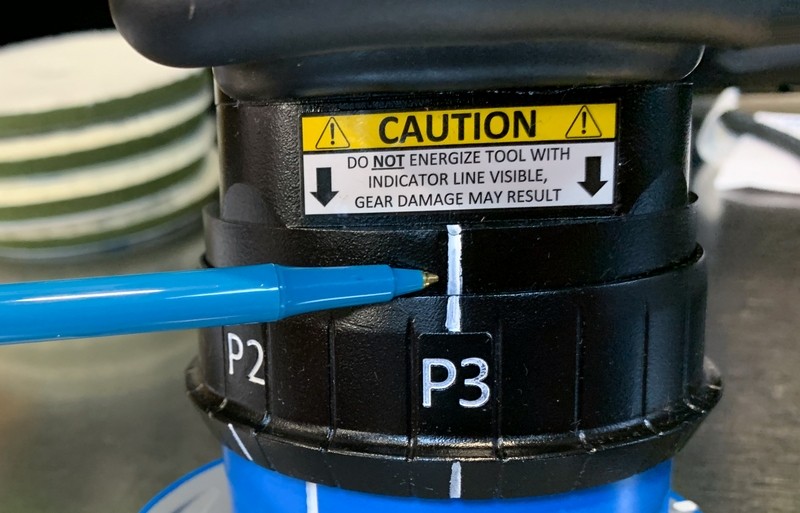 CAUTION
DO NOT ENERGIZE TOOL WITH
INDICATOR LINE VISIBLE,
GEAR DAMAGE MAY RESULT
P2
P3